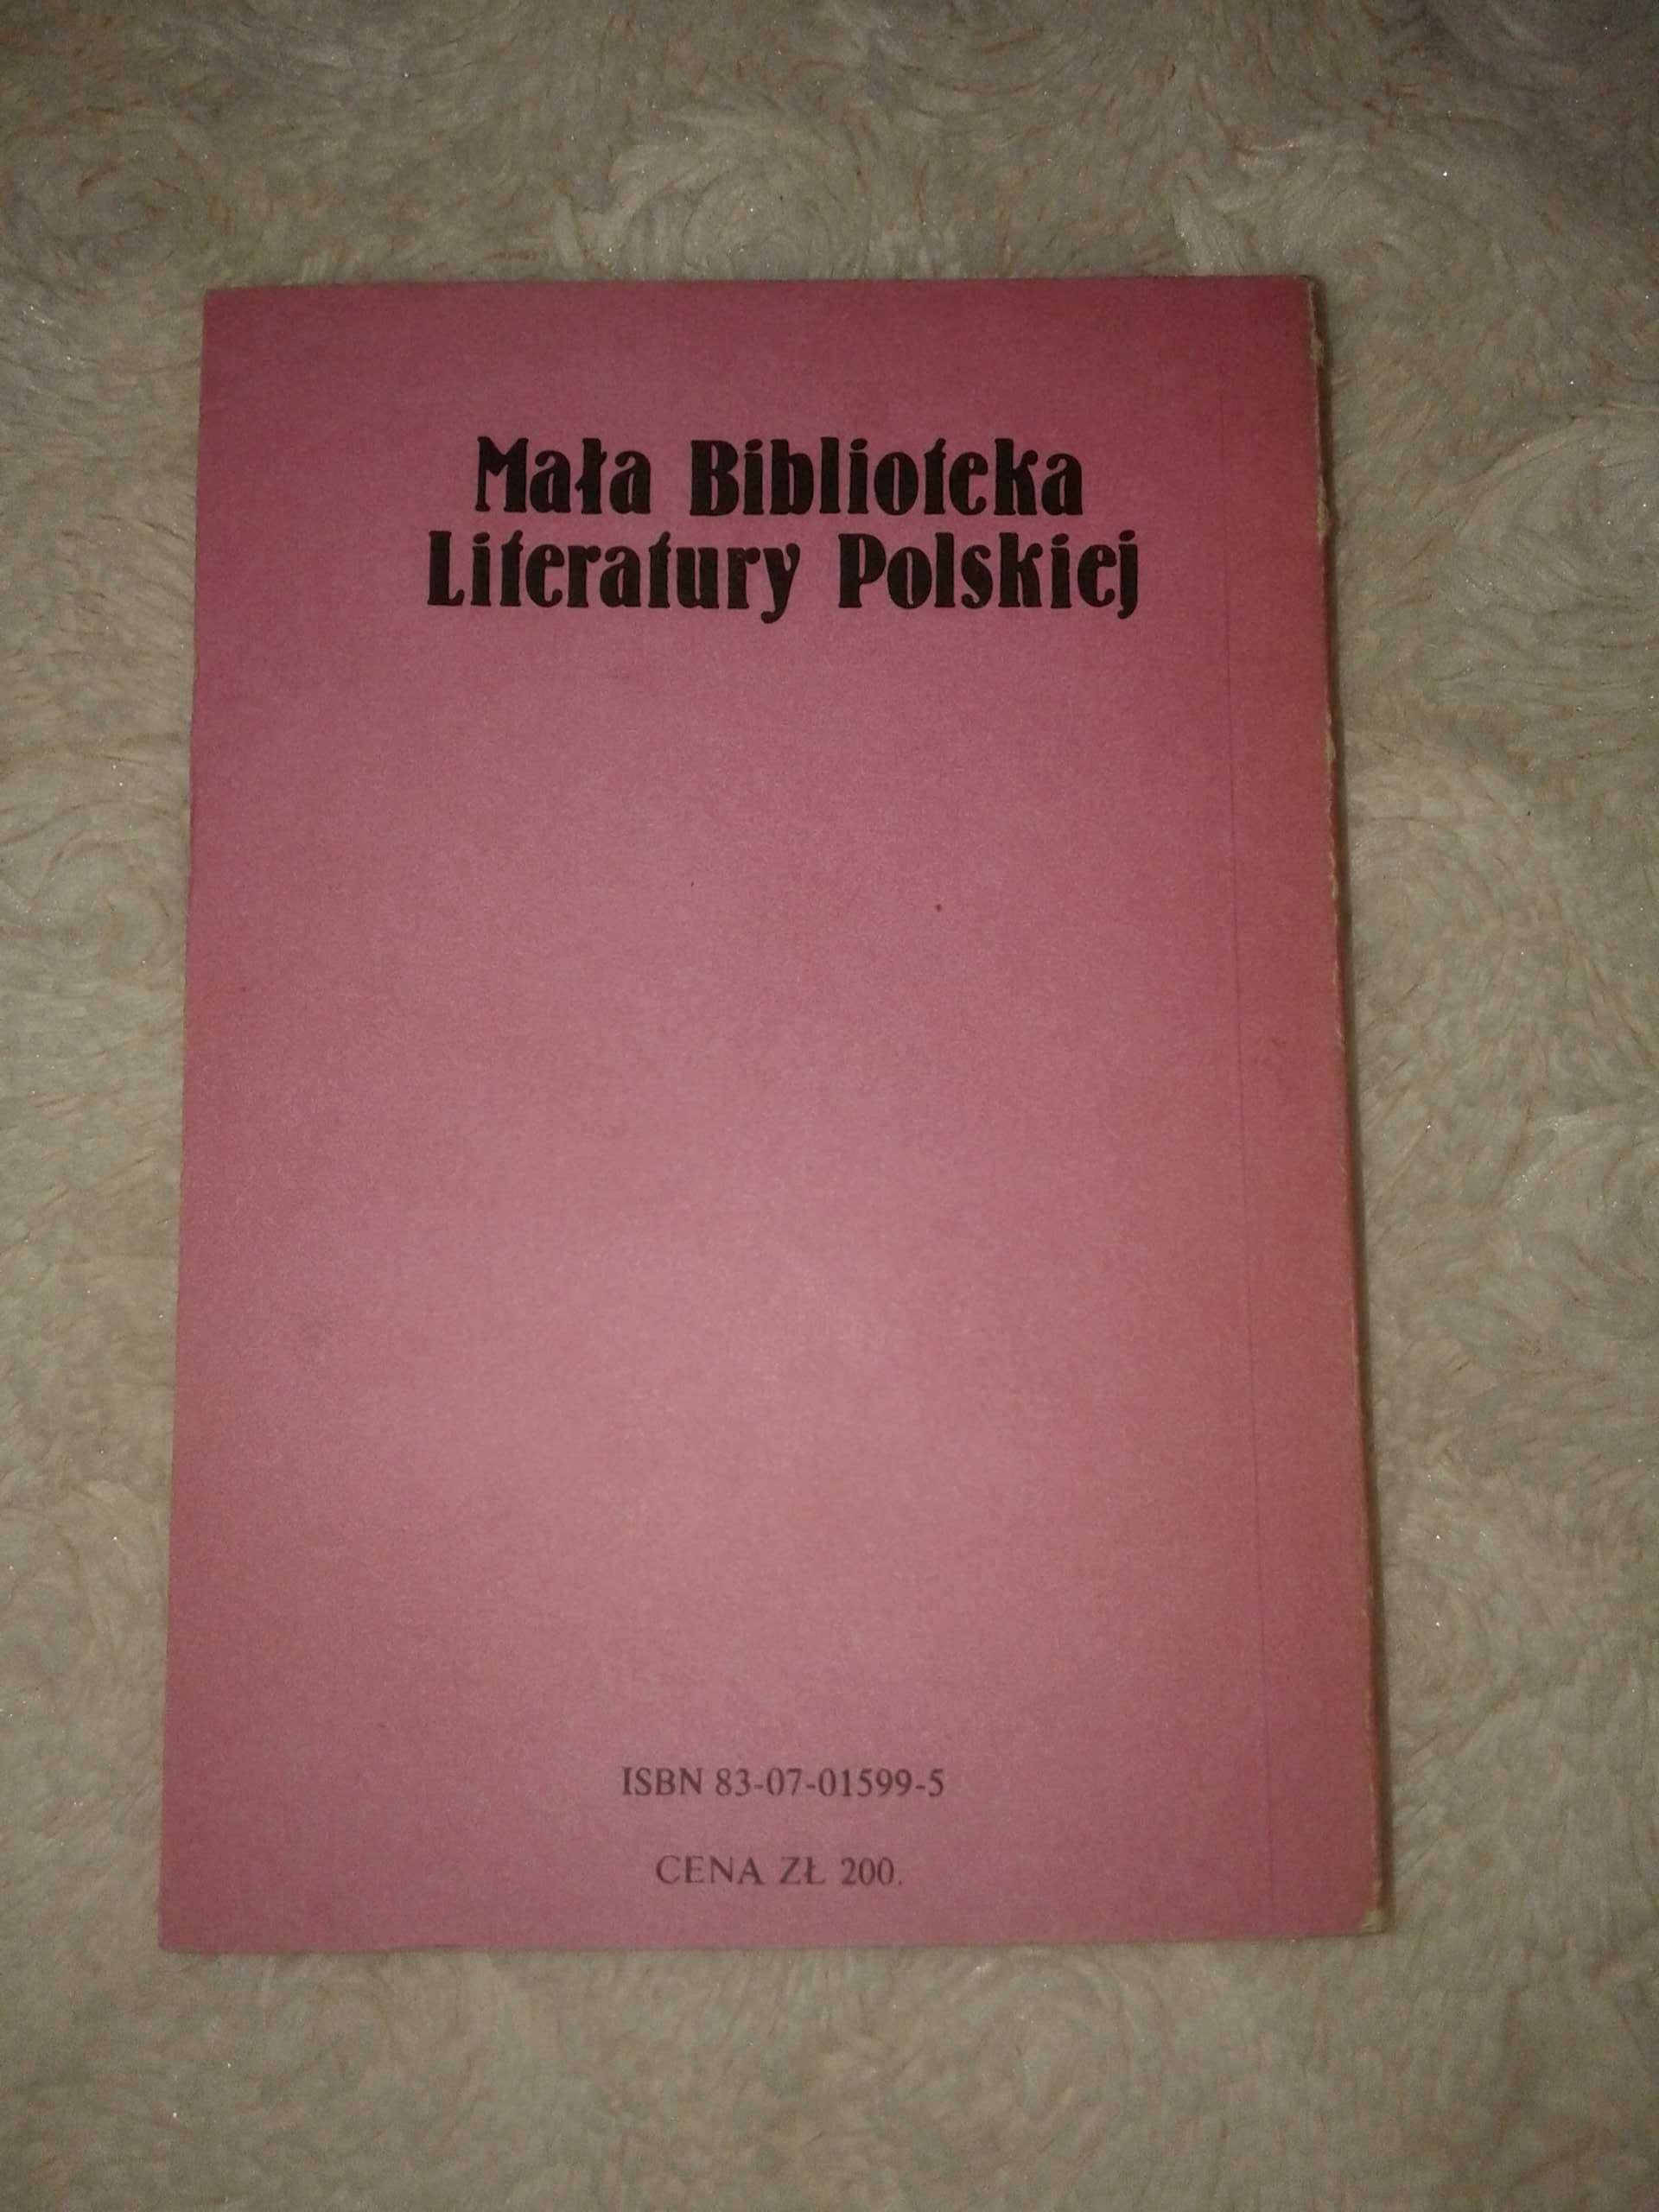 Mała Biblioteka
Literatury Polskiej
ISBN 83-07-01599-5
CENA ZŁ 200.